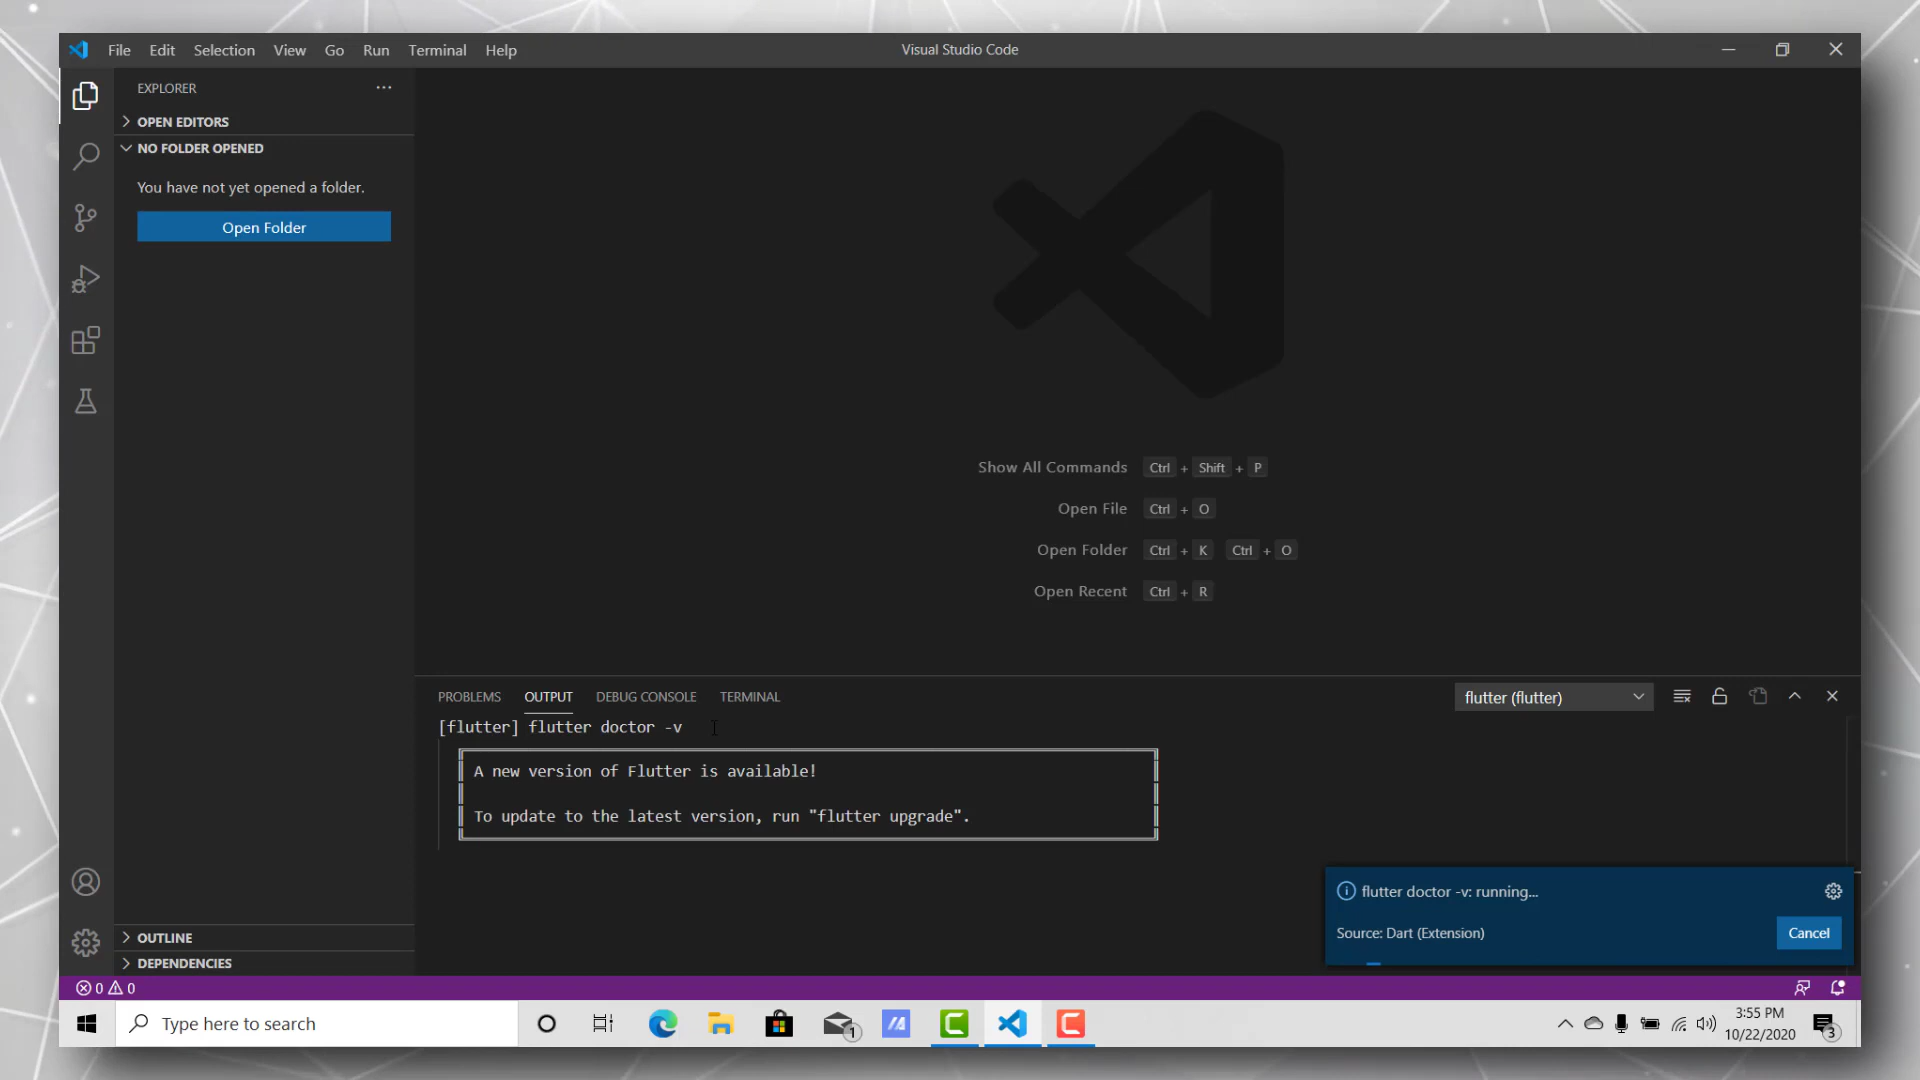 File Edit Selection View Go Run Terminal Help
Visual Studio Code
EXPLORER
OPEN EDITORS
NO FOLDER OPENED
You have not yet opened a folder.
Open Folder
Show All Commands Ctrl + Shift + P
Open File Ctrl + O
Open Folder Ctrl + K Ctrl + O
Open Recent Ctrl + R
PROBLEMS OUTPUT DEBUG CONSOLE TERMINAL
flutter (flutter)
[flutter] flutter doctor -v
A new version of Flutter is available!
To update to the latest version, run "flutter upgrade".
flutter doctor -v: running...
Source: Dart (Extension)
Cancel
OUTLINE
DEPENDENCIES
0 0
Type here to search
1
3:55 PM
10/22/2020
3